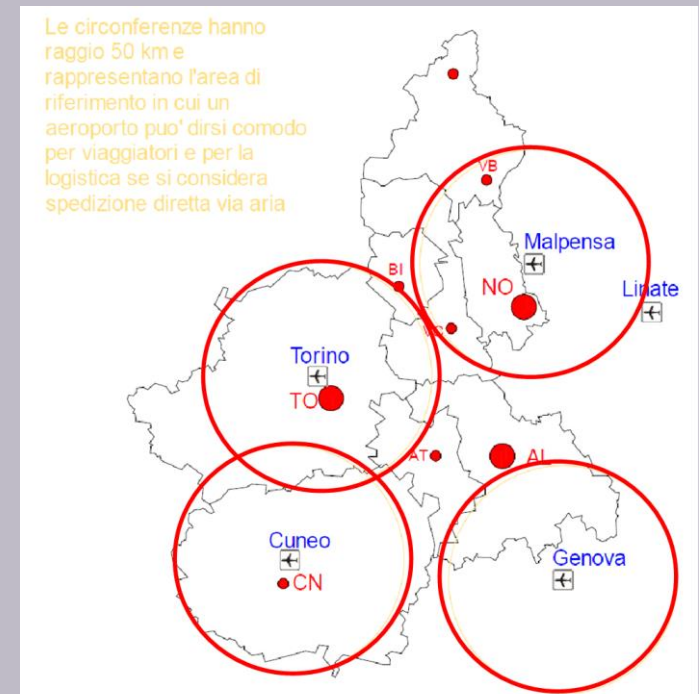 Le circonferenze hanno
raggio 50 km e
rappresentano l'area di
riferimento in cui un
aeroporto puo' dirsi comodo
per viaggiatori e per la
logistica se si considera
spedizione diretta via aria
VB
Malpensa
BI
NO
Linate
VC
Torino
TO
AT
AL
Cuneo
Genova
CN